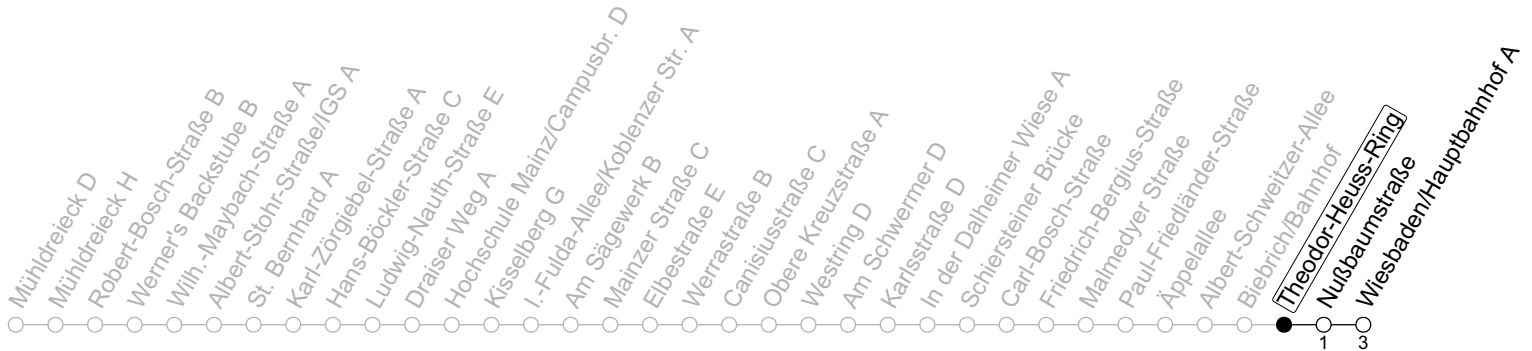 Mühldreieck D
Mühldreieck H
Robert-Bosch-Straße B
Werner's Backstube B
Wilh.-Maybach-Straße A
Albert-Stohr-Straße/IGS A
St. Bernhard A
Karl-Zörgiebel-Straße A
Hans-Böckler-Straße C
Ludwig-Nauth-Straße E
Draiser Weg A
Hochschule Mainz/Campusbr. D
Kisselberg G
I.-Fulda-Allee/Koblenzer Str. A
Am Sägewerk B
Mainzer Straße C
Elbestraße E
Werrastraße B
Canisiusstraße C
Obere Kreuzstraße A
Westring D
Am Schwermer D
Karlsstraße D
In der Dalheimer Wiese A
Schiersteiner Brücke
Carl-Bosch-Straße
Friedrich-Bergius-Straße
Malmedyer Straße
Paul-Friedländer-Straße
Äppelallee
Albert-Schweitzer-Allee
Biebrich/Bahnhof
Theodor-Heuss-Ring
Nußbaumstraße
Wiesbaden/Hauptbahnhof A
1
3